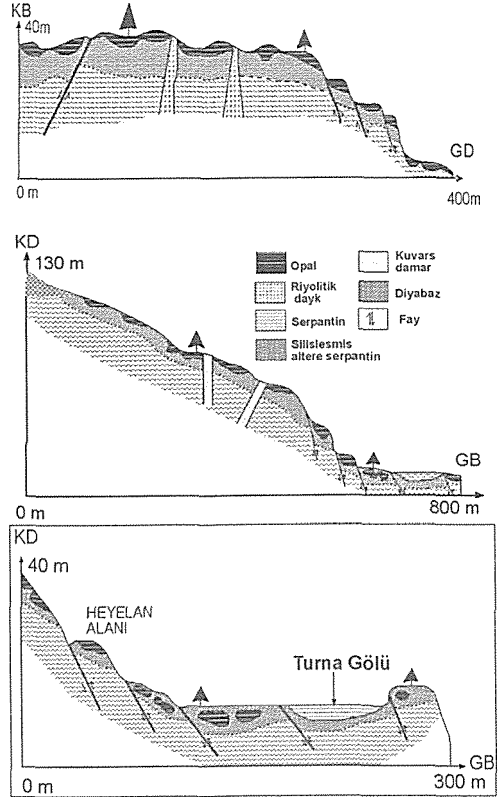 KB
40m
GD
0 m
400m
KD
130 m
Opal
Kuvars
damar
Riyolitik
dayk
Diyabaz
Serpantin
Fay
Silislesmis
altere serpantin
GB
0 m
800 m
KD
40 m
HEYELAN
ALANI
Turna Gölü
GB
0 m
300 m